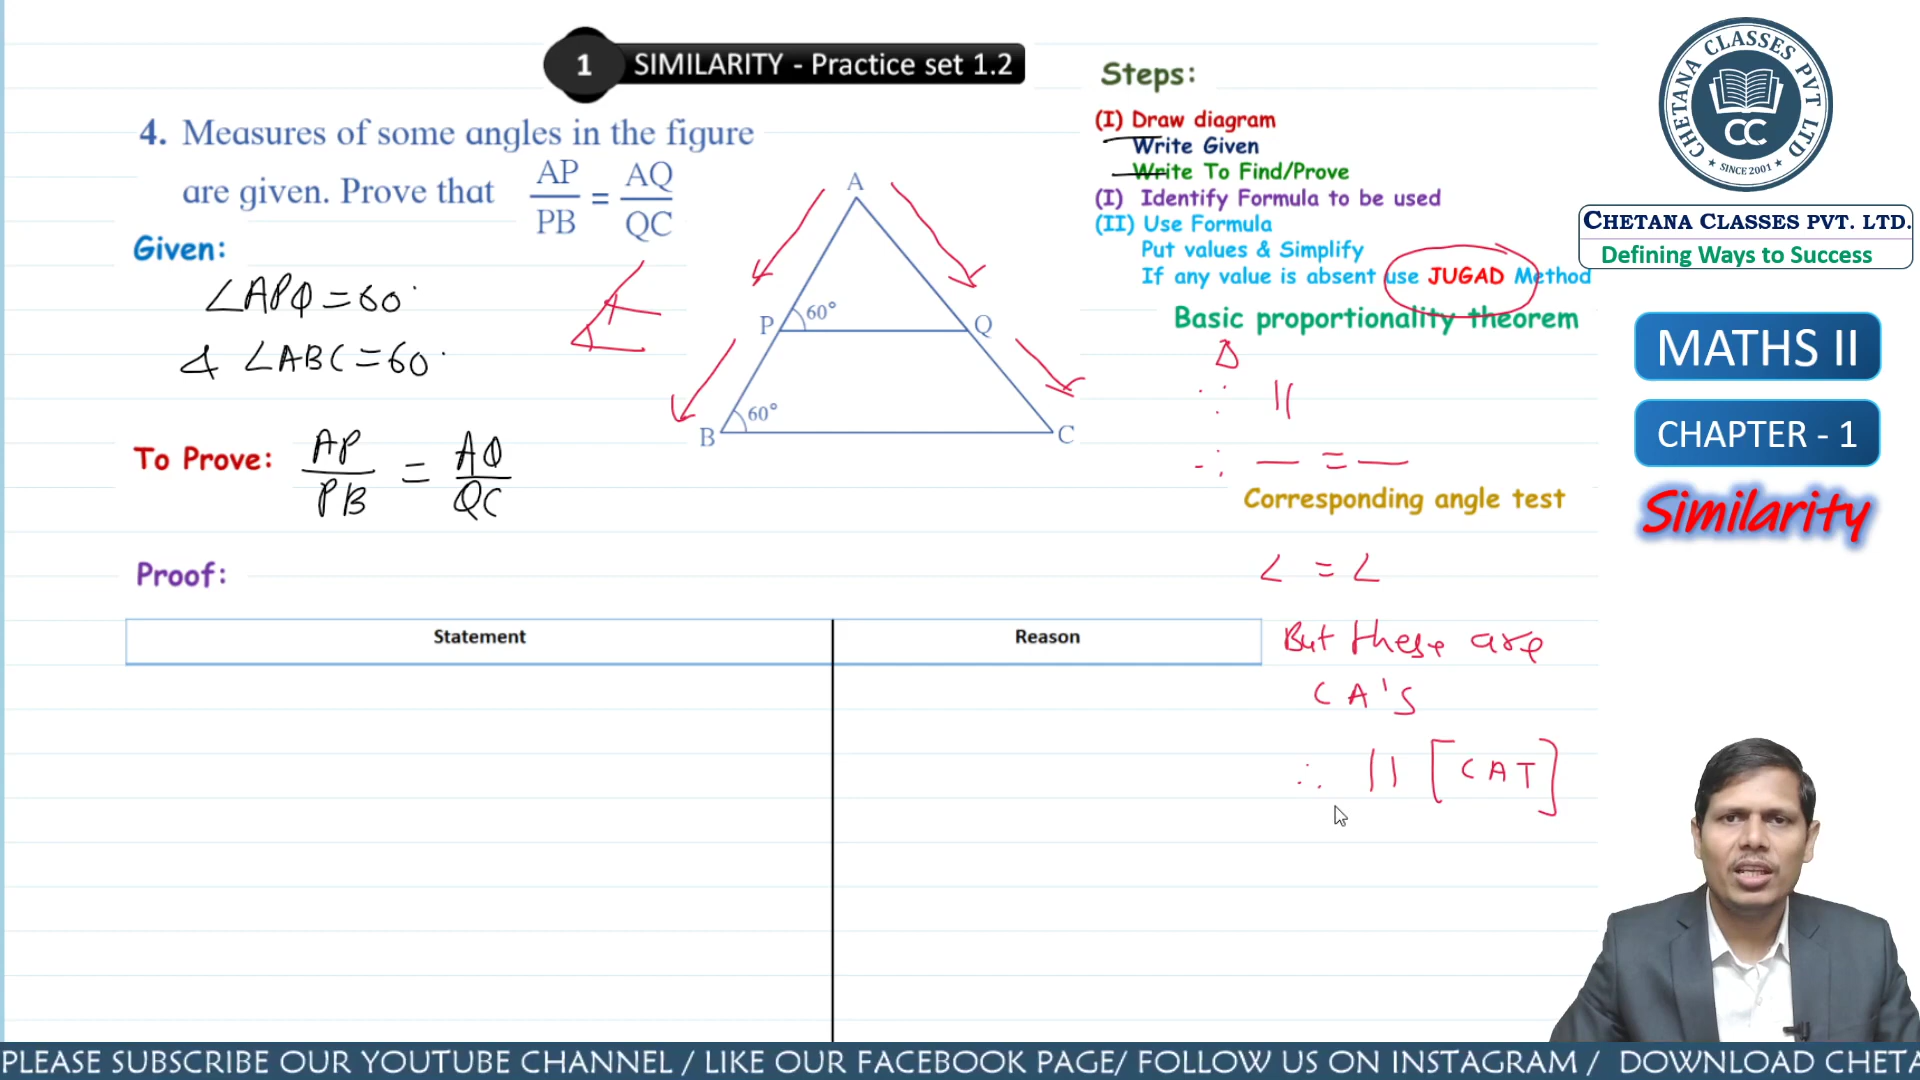 1 SIMILARITY - Practice set 1.2
4. Measures of some angles in the figure
are given. Prove that AP/PB = AQ/QC
Given:
∠APQ = 60°
& ∠ABC = 60°
To Prove: AP/PB = AQ/QC
Proof:
Statement Reason
A
P 60° Q
B 60° C
Steps:
(I) Draw diagram
Write Given
Write To Find/Prove
(I) Identify Formula to be used
(II) Use Formula
Put values & Simplify
If any value is absent use JUGAD Method
Basic proportionality theorem
Δ
∵ ||
∴ — = —
Corresponding angle test
∠ = ∠
But these are
CA's
∴ || [CAT]
CHETANA CLASSES PVT LTD
CC
★ SINCE 2001 ★
CHETANA CLASSES PVT. LTD.
Defining Ways to Success
MATHS II
CHAPTER - 1
Similarity
PLEASE SUBSCRIBE OUR YOUTUBE CHANNEL / LIKE OUR FACEBOOK PAGE/ FOLLOW US ON INSTAGRAM / DOWNLOAD CHETA